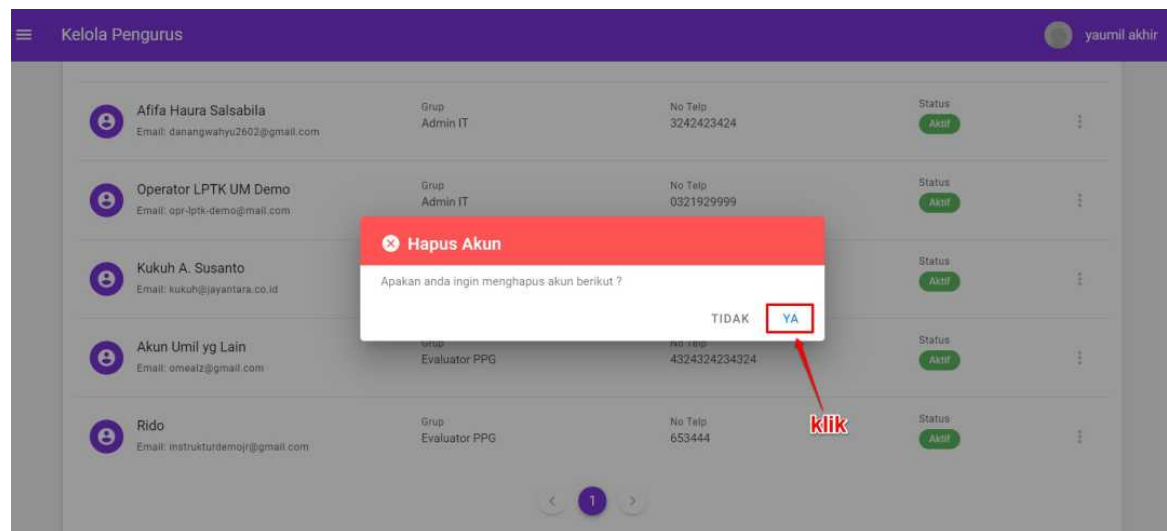 Kelola Pengurus
yaumil akhir
Afifa Haura Salsabila
Email: danangwahyu2602@gmail.com
Grup
Admin IT
No Telp
3242423424
Status
Aktif
Operator LPTK UM Demo
Email: opr-lptk-demo@mail.com
Grup
Admin IT
No Telp
0321929999
Status
Aktif
Hapus Akun
Apakan anda ingin menghapus akun berikut ?
TIDAK
YA
Kukuh A. Susanto
Email: kukuh@jayantara.co.id
Status
Aktif
Akun Umil yg Lain
Email: omealz@gmail.com
Grup
Evaluator PPG
No Telp
4324324234324
Status
Aktif
klik
Rido
Email: instrukturdemojr@gmail.com
Grup
Evaluator PPG
No Telp
653444
Status
Aktif
< 1 >